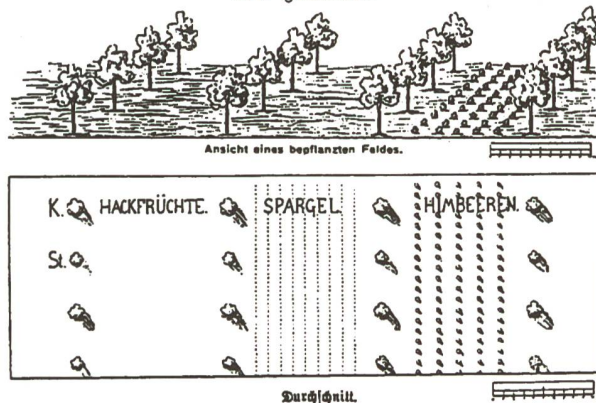 Ansicht eines bepflanzten Feldes.
K. HACKFRÜCHTE. SPARGEL. HIMBEEREN.
St.
Durchschnitt.